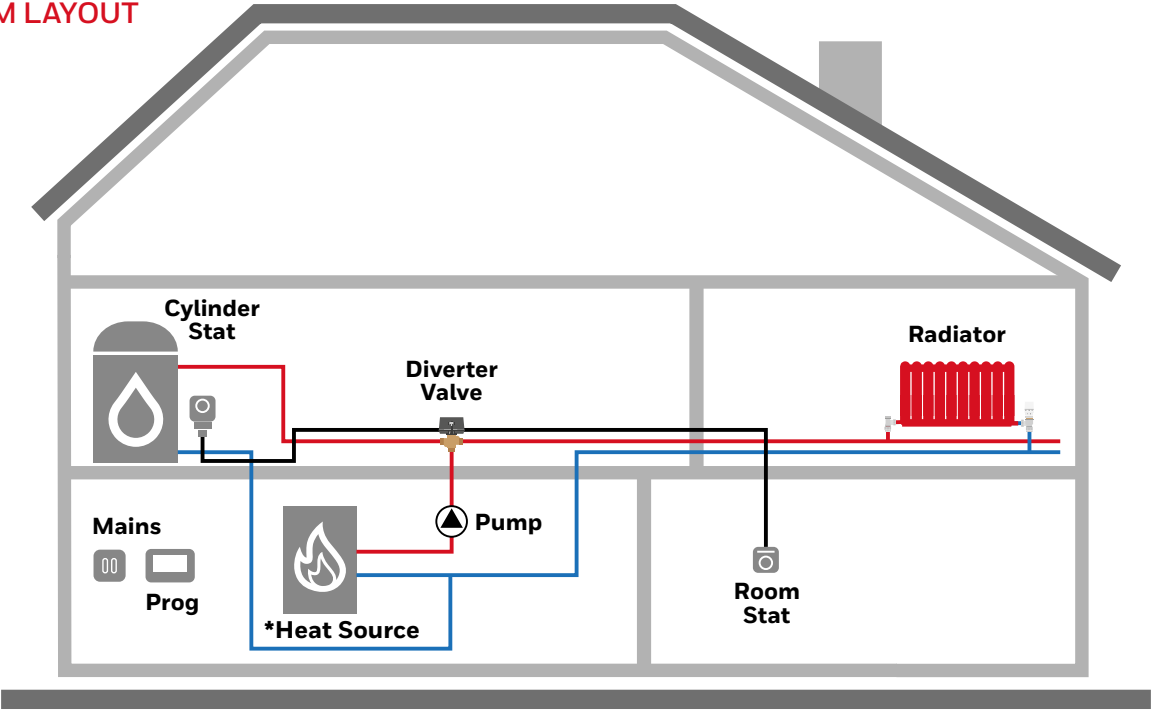 M LAYOUT
Cylinder
Stat
Diverter
Valve
Radiator
Mains
Prog
*Heat Source
Pump
Room
Stat